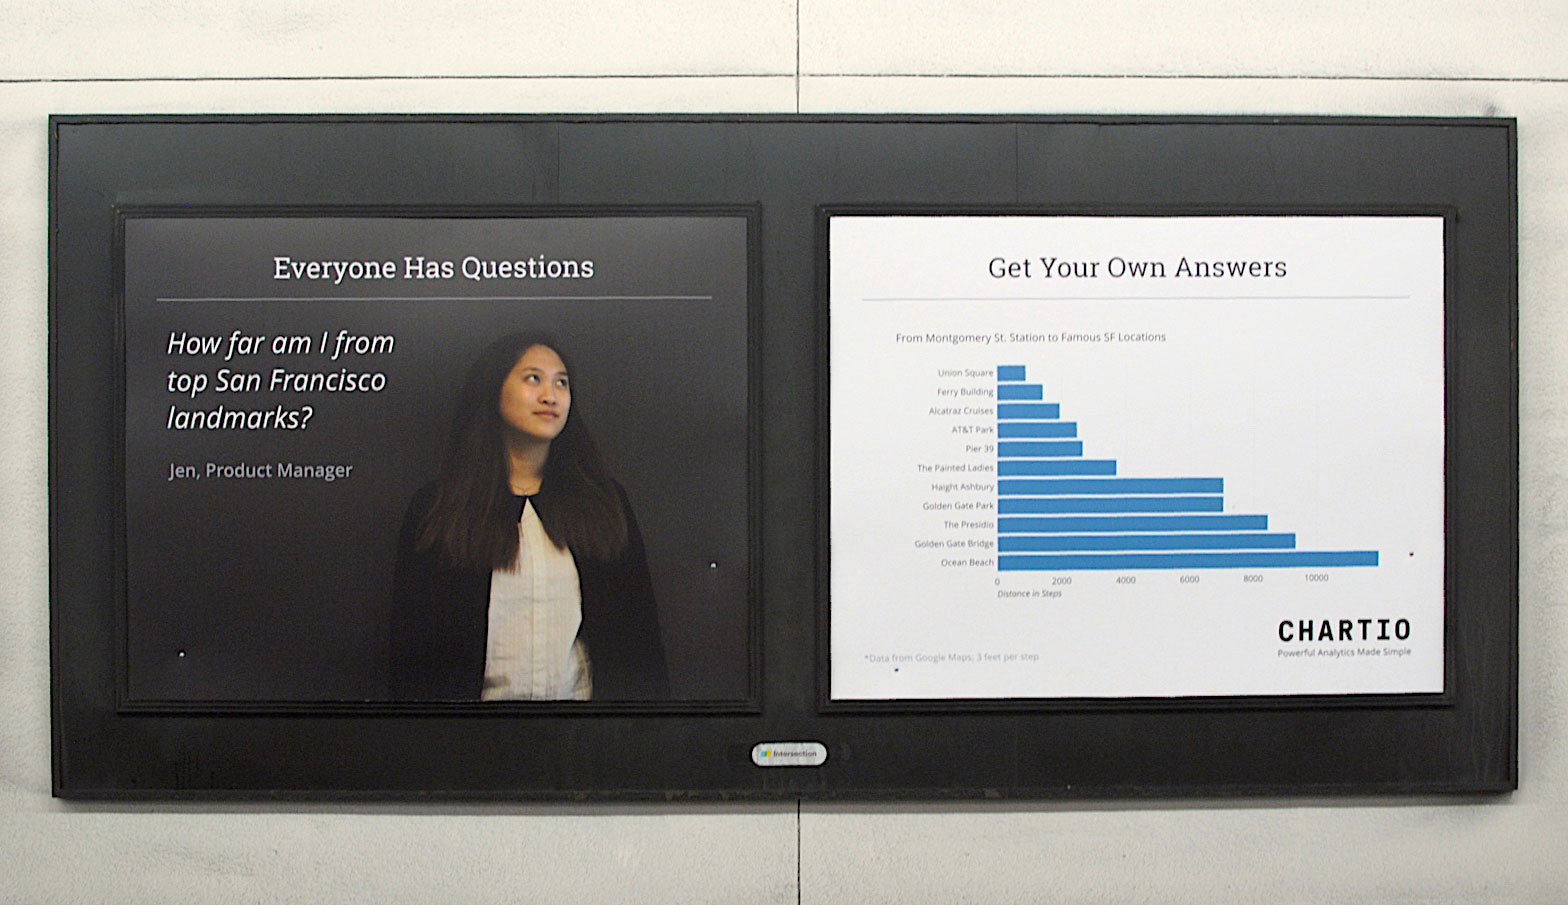 Everyone Has Questions
How far am I from
top San Francisco
landmarks?
Jen, Product Manager
Get Your Own Answers
From Montgomery St. Station to Famous SF Locations
Union Square
Ferry Building
Alcatraz Cruises
AT&T Park
Pier 39
The Painted Ladies
Haight Ashbury
Golden Gate Park
The Presidio
Golden Gate Bridge
Ocean Beach
0 2000 4000 6000 8000 10000
Distance in Steps
CHARTIO
Powerful Analytics Made Simple
*Data from Google Maps; 3 feet per step
Intersection